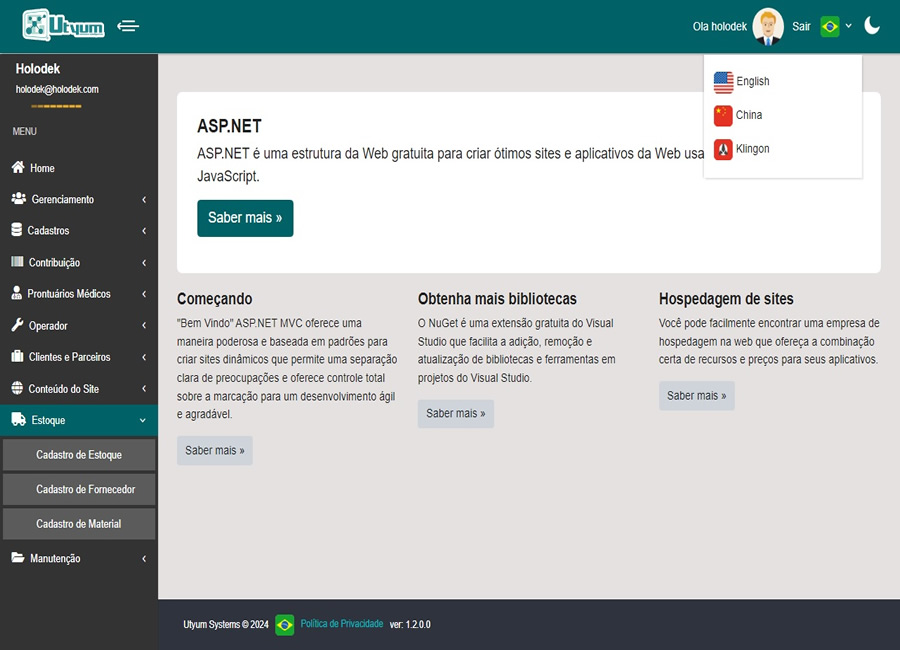 Utyum
Ola holodek
Sair
English
China
Klingon
Holodek
holodek@holodek.com
MENU
Home
Gerenciamento
Cadastros
Contribuição
Prontuários Médicos
Operador
Clientes e Parceiros
Conteúdo do Site
Estoque
Cadastro de Estoque
Cadastro de Fornecedor
Cadastro de Material
Manutenção
ASP.NET
ASP.NET é uma estrutura da Web gratuita para criar ótimos sites e aplicativos da Web usa
JavaScript.
Saber mais »
Começando
"Bem Vindo" ASP.NET MVC oferece uma
maneira poderosa e baseada em padrões para
criar sites dinâmicos que permite uma separação
clara de preocupações e oferece controle total
sobre a marcação para um desenvolvimento ágil
e agradável.
Saber mais »
Obtenha mais bibliotecas
O NuGet é uma extensão gratuita do Visual
Studio que facilita a adição, remoção e
atualização de bibliotecas e ferramentas em
projetos do Visual Studio.
Saber mais »
Hospedagem de sites
Você pode facilmente encontrar uma empresa de
hospedagem na web que ofereça a combinação
certa de recursos e preços para seus aplicativos.
Saber mais »
Utyum Systems © 2024 Política de Privacidade ver: 1.2.0.0